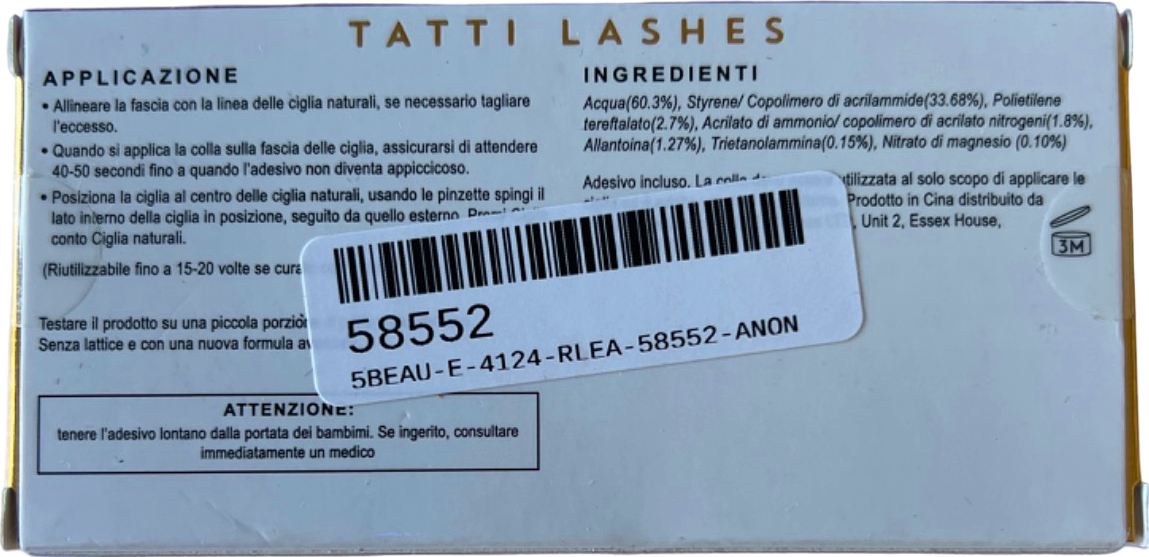 TATTI LASHES
APPLICAZIONE
• Allineare la fascia con la linea delle ciglia naturali, se necessario tagliare
l'eccesso.
• Quando si applica la colla sulla fascia delle ciglia, assicurarsi di attendere
40-50 secondi fino a quando l'adesivo non diventa appiccicoso.
• Posiziona la ciglia al centro delle ciglia naturali, usando le pinzette spingi il
lato interno della ciglia in posizione, seguito da quello esterno.
conto Ciglia naturali.
(Riutilizzabile fino a 15-20 volte se
Testare il prodotto su una piccola
Senza lattice e con una nuova formula
ATTENZIONE:
tenere l'adesivo lontano dalla portata dei bambimi. Se ingerito, consultare
immediatamente un medico
INGREDIENTI
Acqua(60.3%), Styrene/ Copolimero di acrilammide(33.68%), Polietilene
tereftalato(2.7%), Acrilato di ammonio/ copolimero di acrilato nitrogeni(1.8%),
Allantoina(1.27%), Trietanolammina(0.15%), Nitrato di magnesio (0.10%)
Adesivo incluso. La colla utilizzata al solo scopo di applicare le
Prodotto in Cina distribuito da
, Unit 2, Essex House,
3M
58552
5BEAU-E-4124-RLEA-58552-ANON